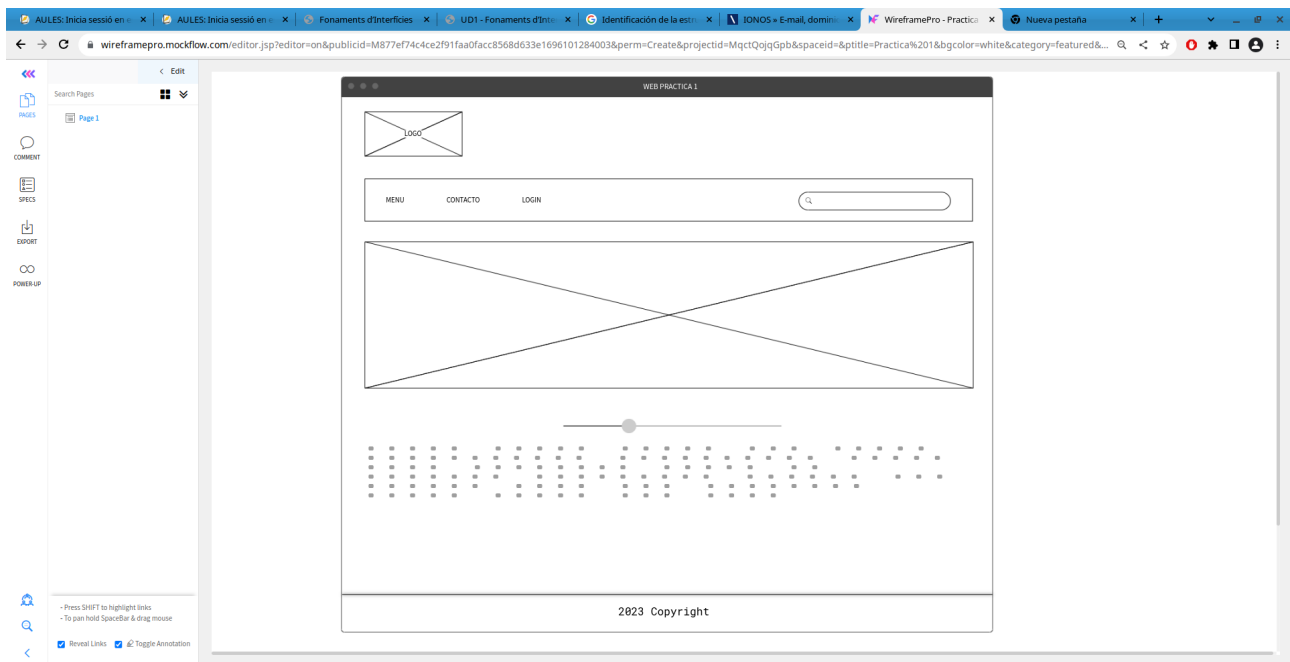 AULES: Inicia sessió en e
AULES: Inicia sessió en e
Fonaments d'Interfícies
UD1 - Fonaments d'Inte
Identificación de la estr
IONOS » E-mail, domini
WireframePro - Practica
Nueva pestaña
wireframepro.mockflow.com/editor.jsp?editor=on&publicid=M877ef74c4ce2f91faa0facc8568d633e1696101284003&perm=Create&projectid=MqctQojqGpb&spaceid=&ptitle=Practica%201&bgcolor=white&category=featured&...
< Edit
Search Pages
PAGES
Page 1
COMMENT
SPECS
EXPORT
POWER-UP
WEB PRACTICA 1
LOGO
MENU CONTACTO LOGIN
2023 Copyright
- Press SHIFT to highlight links
- To pan hold SpaceBar & drag mouse
Reveal Links Toggle Annotation